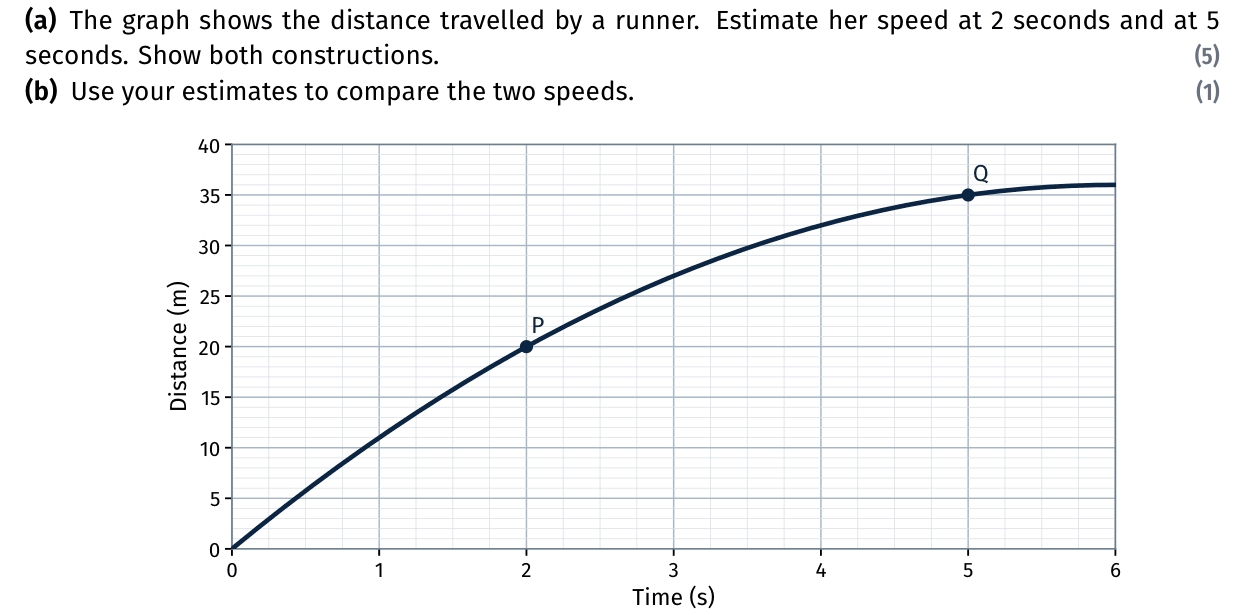 (a) The graph shows the distance travelled by a runner. Estimate her speed at 2 seconds and at 5
seconds. Show both constructions. (5)
(b) Use your estimates to compare the two speeds. (1)
40
35
30
25
20
15
10
5
0
Distance (m)
P
Q
0 1 2 3 4 5 6
Time (s)